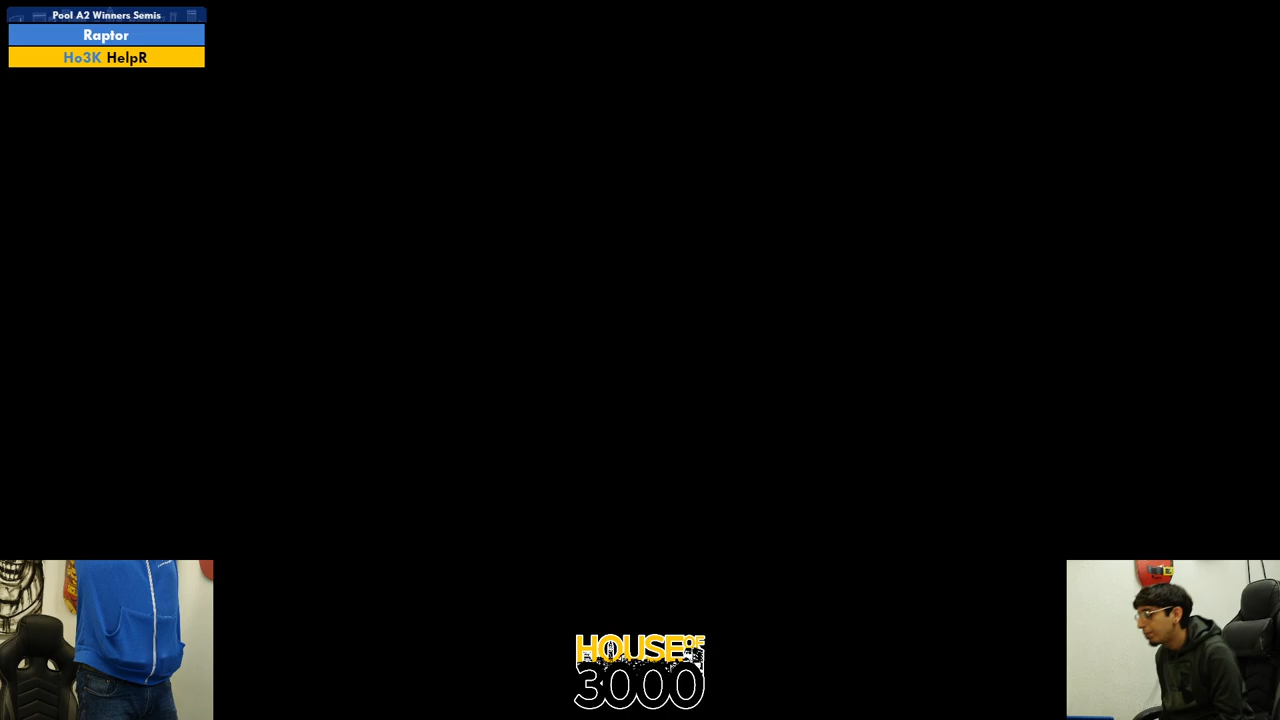 Pool A2 Winners Semis
Raptor
Ho3K HelpR
HOUSE OF
3000